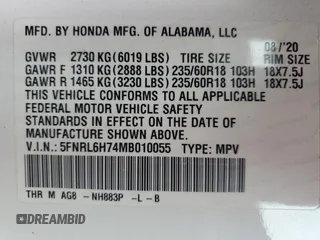 MFD. BY HONDA MFG. OF ALABAMA, LLC
08/'20
GVWR 2730 KG (6019 LBS) TIRE SIZE RIM SIZE
GAWR F 1310 KG (2888 LBS) 235/60R18 103H 18X7.5J
GAWR R 1465 KG (3230 LBS) 235/60R18 103H 18X7.5J
THIS VEHICLE CONFORMS TO ALL APPLICABLE
FEDERAL MOTOR VEHICLE SAFETY
STANDARDS IN EFFECT ON THE DATE OF
MANUFACTURE SHOWN ABOVE.
V.I.N.: 5FNRL6H74MB010055 TYPE: MPV
THR M AG8 - NH883P -L - B
DREAMBID